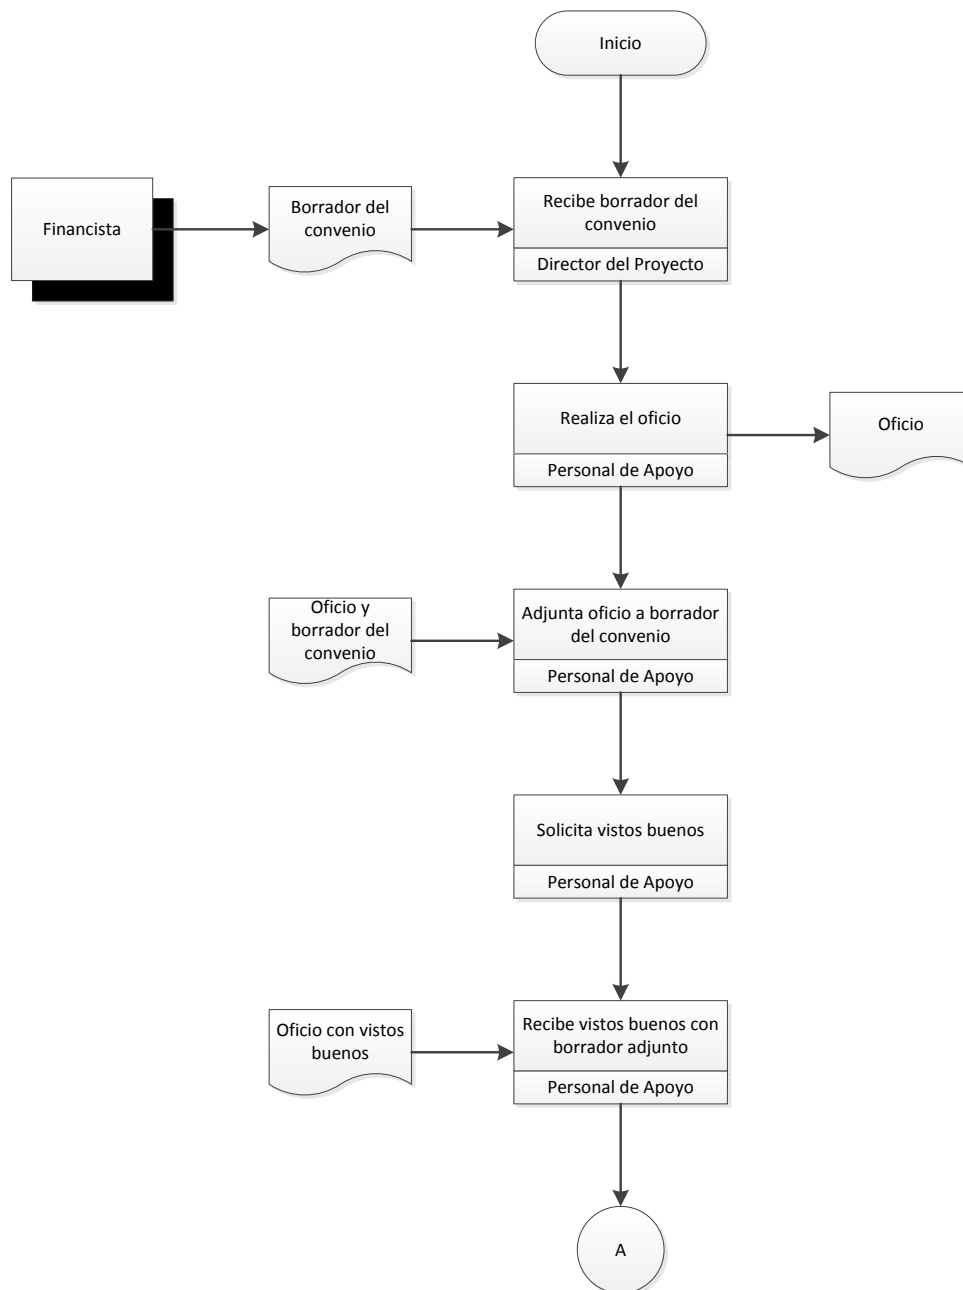 Inicio
Financista
Borrador del
convenio
Recibe borrador del
convenio
Director del Proyecto
Realiza el oficio
Personal de Apoyo
Oficio
Oficio y
borrador del
convenio
Adjunta oficio a borrador
del convenio
Personal de Apoyo
Solicita vistos buenos
Personal de Apoyo
Oficio con vistos
buenos
Recibe vistos buenos con
borrador adjunto
Personal de Apoyo
A